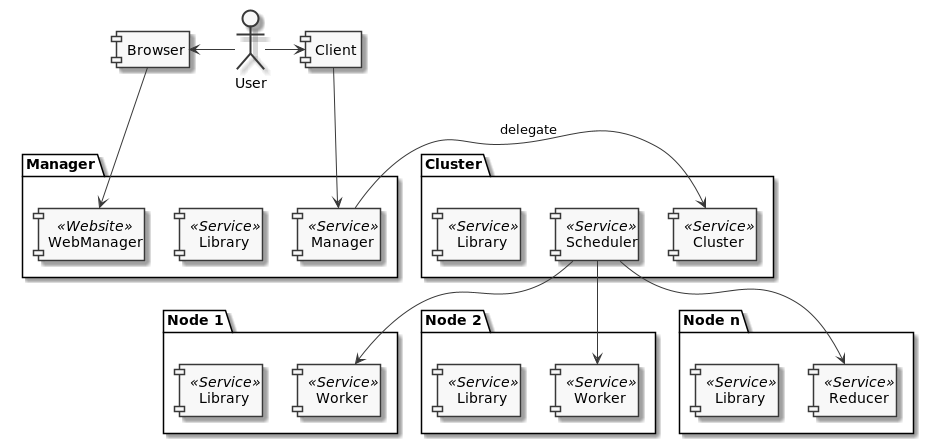 Browser
Client
User
delegate
Manager
Cluster
«Website»
WebManager
«Service»
Library
«Service»
Manager
«Service»
Library
«Service»
Scheduler
«Service»
Cluster
Node 1
Node 2
Node n
«Service»
Library
«Service»
Worker
«Service»
Library
«Service»
Worker
«Service»
Library
«Service»
Reducer